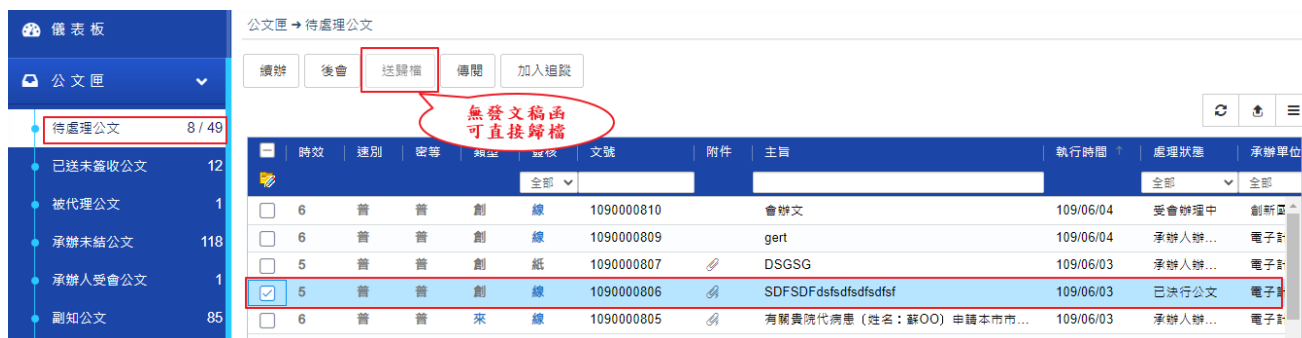 儀表板
公文匣
待處理公文 8 / 49
已送未簽收公文 12
被代理公文 1
承辦未結公文 118
承辦人受會公文 1
副知公文 85
公文匣 ➔ 待處理公文
續辦 後會 送歸檔 傳閱 加入追蹤
無發文稿函
可直接歸檔
時效 速別 密等 類型 簽核 文號 附件 主旨 執行時間 ↑ 處理狀態 承辦單位
全部 全部 全部
6 普 普 創 線 1090000810 會辦文 109/06/04 受會辦理中 創新
6 普 普 創 線 1090000809 gert 109/06/04 承辦人辦... 電子
5 普 普 創 紙 1090000807 DSGSG 109/06/03 承辦人辦... 電子
5 普 普 創 線 1090000806 SDFSDFdsfsdfsdfsdfsf 109/06/03 已決行公文 電子
6 普 普 來 線 1090000805 有關貴院代病患（姓名：蘇OO）申請本市市... 109/06/03 承辦人辦... 電子